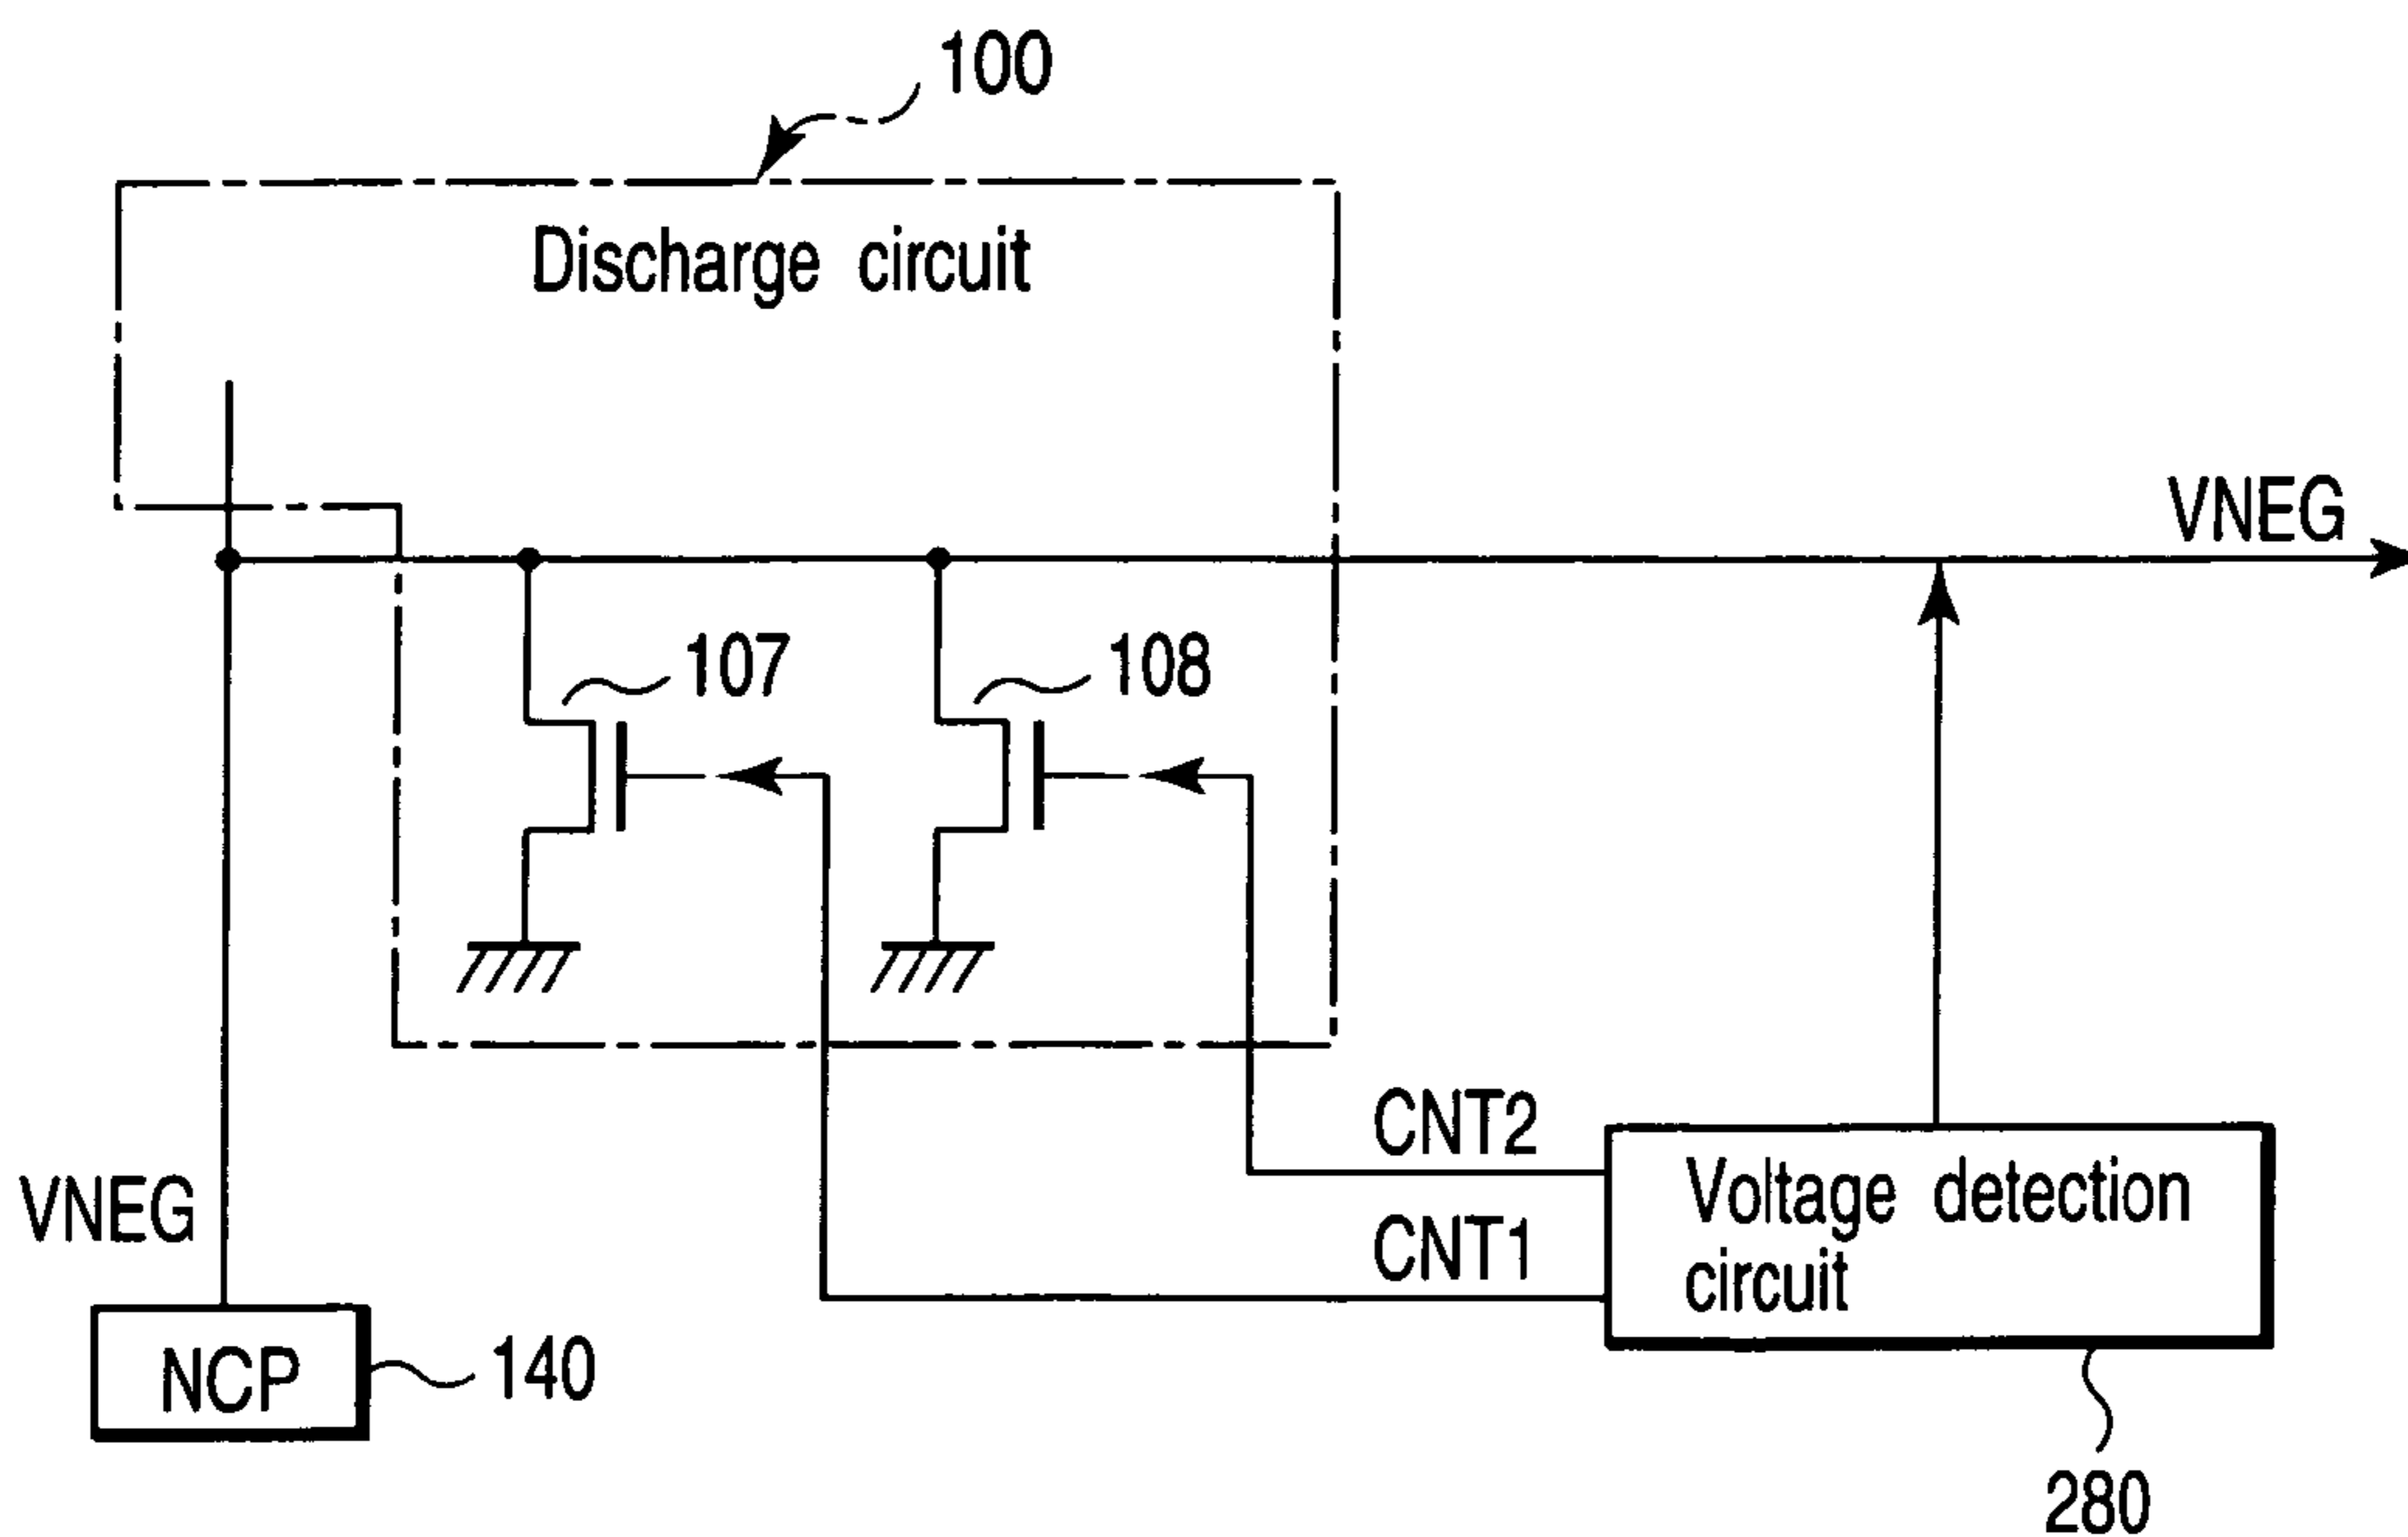 100
Discharge circuit
VNEG
107
108
CNT2
VNEG
Voltage detection
circuit
CNT1
NCP
140
280